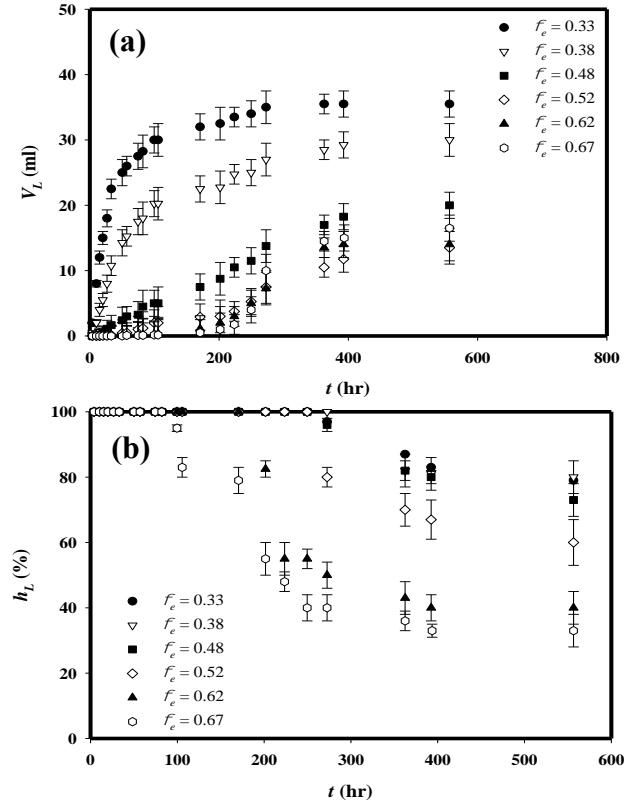 50
40
30
20
10
0
(a)
V_L (ml)
f_e = 0.33
f_e = 0.38
f_e = 0.48
f_e = 0.52
f_e = 0.62
f_e = 0.67
0 200 400 600 800
t (hr)
100
80
60
40
20
0
(b)
h_L (%)
f_e = 0.33
f_e = 0.38
f_e = 0.48
f_e = 0.52
f_e = 0.62
f_e = 0.67
0 100 200 300 400 500 600
t (hr)